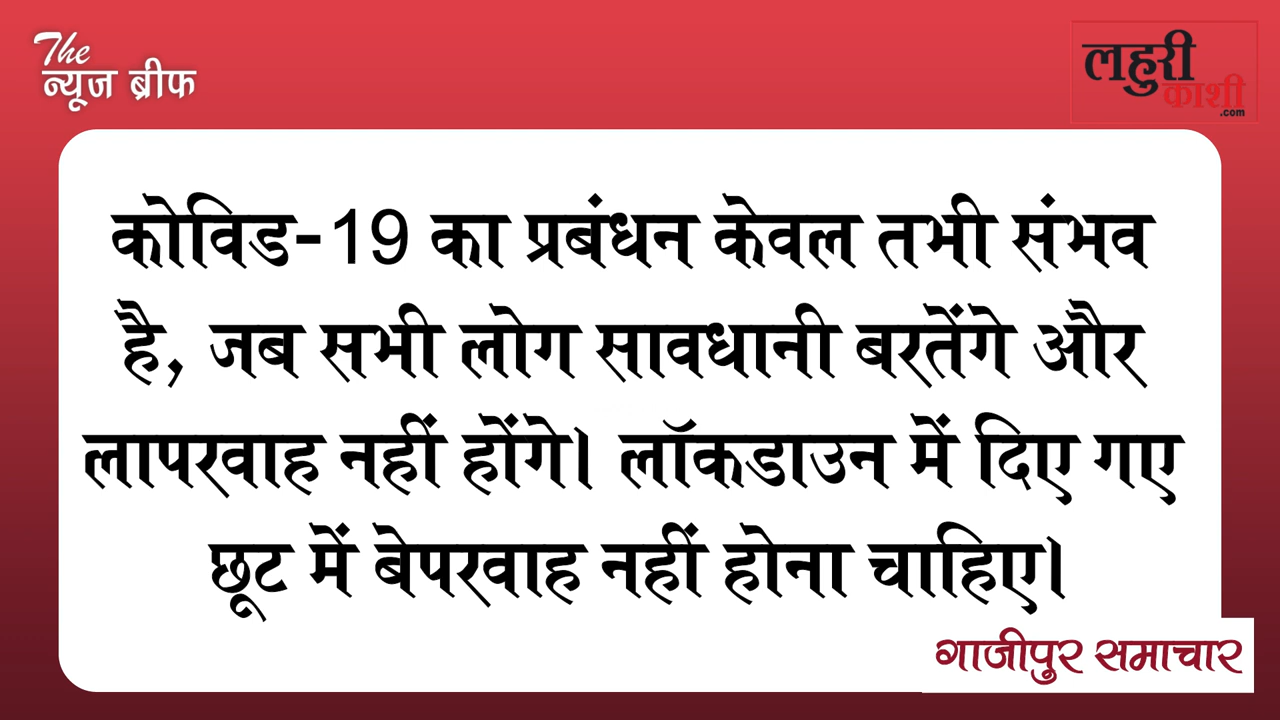 The
न्यूज ब्रीफ
लहुरी
काशी
.com
कोविड-19 का प्रबंधन केवल तभी संभव
है, जब सभी लोग सावधानी बरतेंगे और
लापरवाह नहीं होंगे। लॉकडाउन में दिए गए
छूट में बेपरवाह नहीं होना चाहिए।
गाजीपुर समाचार